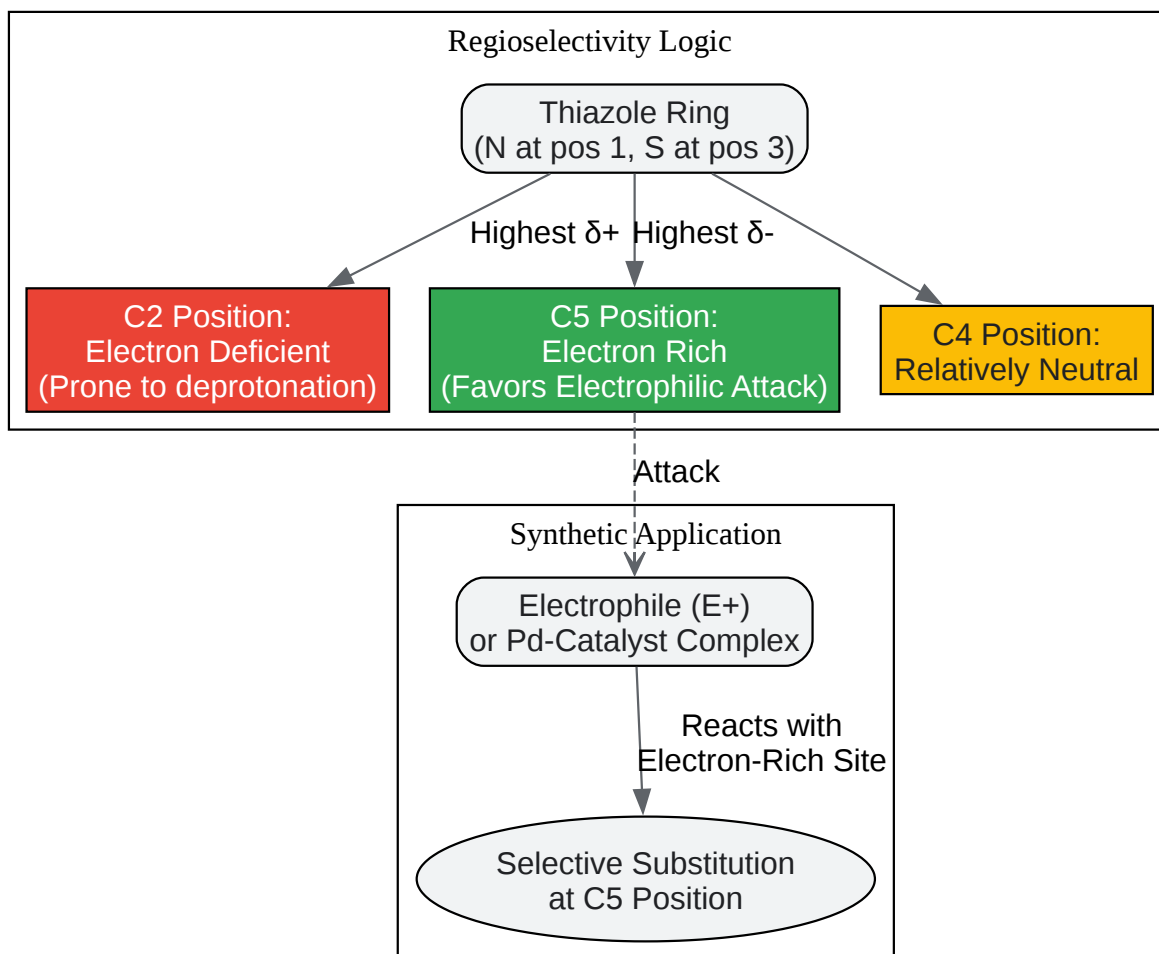 Regioselectivity Logic
Thiazole Ring
(N at pos 1, S at pos 3)
Highest δ+
Highest δ-
C2 Position:
Electron Deficient
(Prone to deprotonation)
C5 Position:
Electron Rich
(Favors Electrophilic Attack)
C4 Position:
Relatively Neutral
Attack
Synthetic Application
Electrophile (E+)
or Pd-Catalyst Complex
Reacts with
Electron-Rich Site
Selective Substitution
at C5 Position